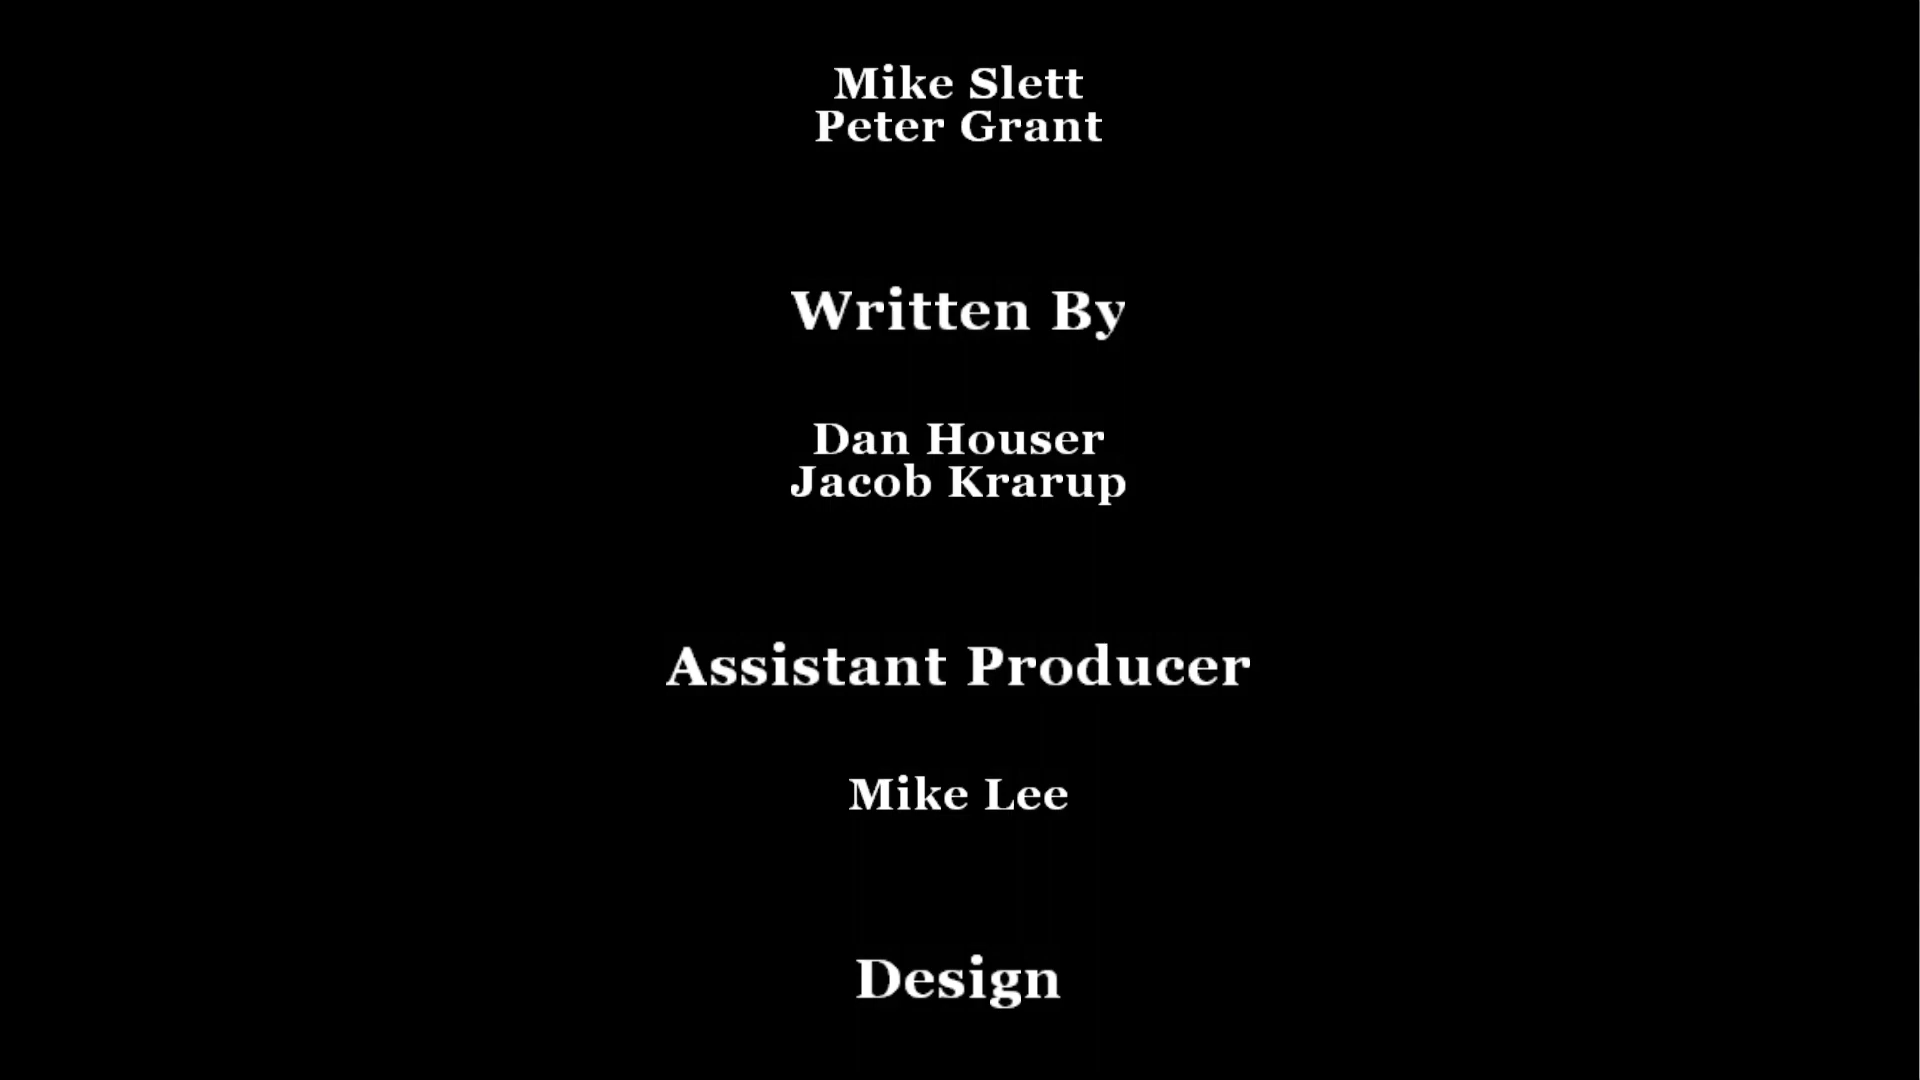 Mike Slett
Peter Grant
Written By
Dan Houser
Jacob Krarup
Assistant Producer
Mike Lee
Design